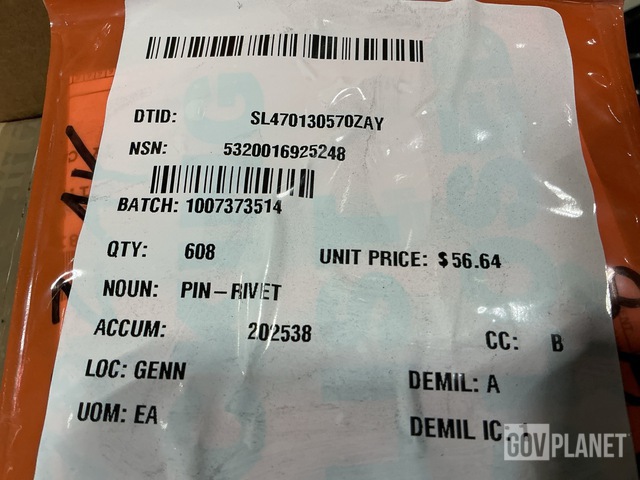 DTID: SL470130570ZAY
NSN: 5320016925248
BATCH: 1007373514
QTY: 608 UNIT PRICE: $56.64
NOUN: PIN-RIVET
ACCUM: 202538 CC: B
LOC: GENN DEMIL: A
UOM: EA DEMIL IC: 1
GOVPLANET